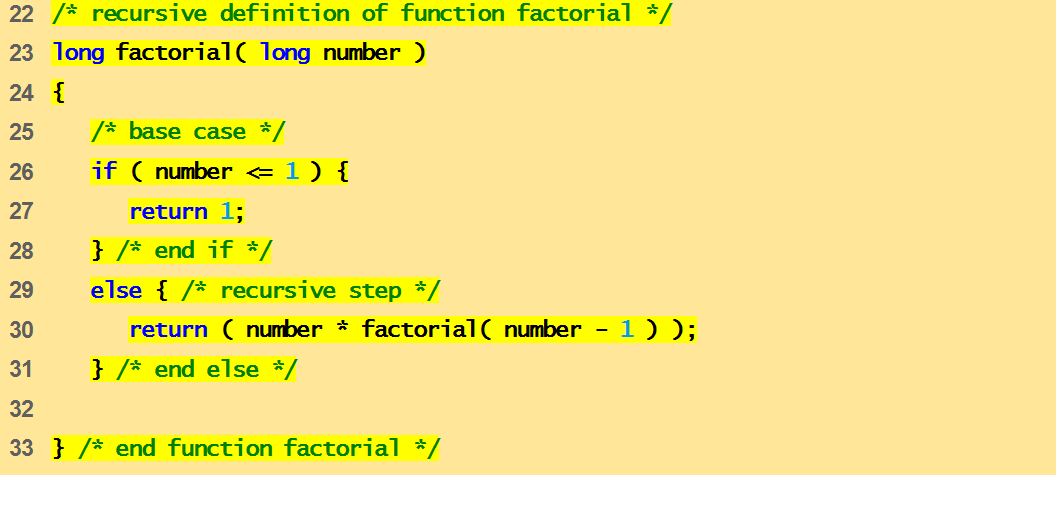 22 /* recursive definition of function factorial */
23 long factorial( long number )
24 {
25    /* base case */
26    if ( number <= 1 ) {
27       return 1;
28    } /* end if */
29    else { /* recursive step */
30       return ( number * factorial( number - 1 ) );
31    } /* end else */
32
33 } /* end function factorial */